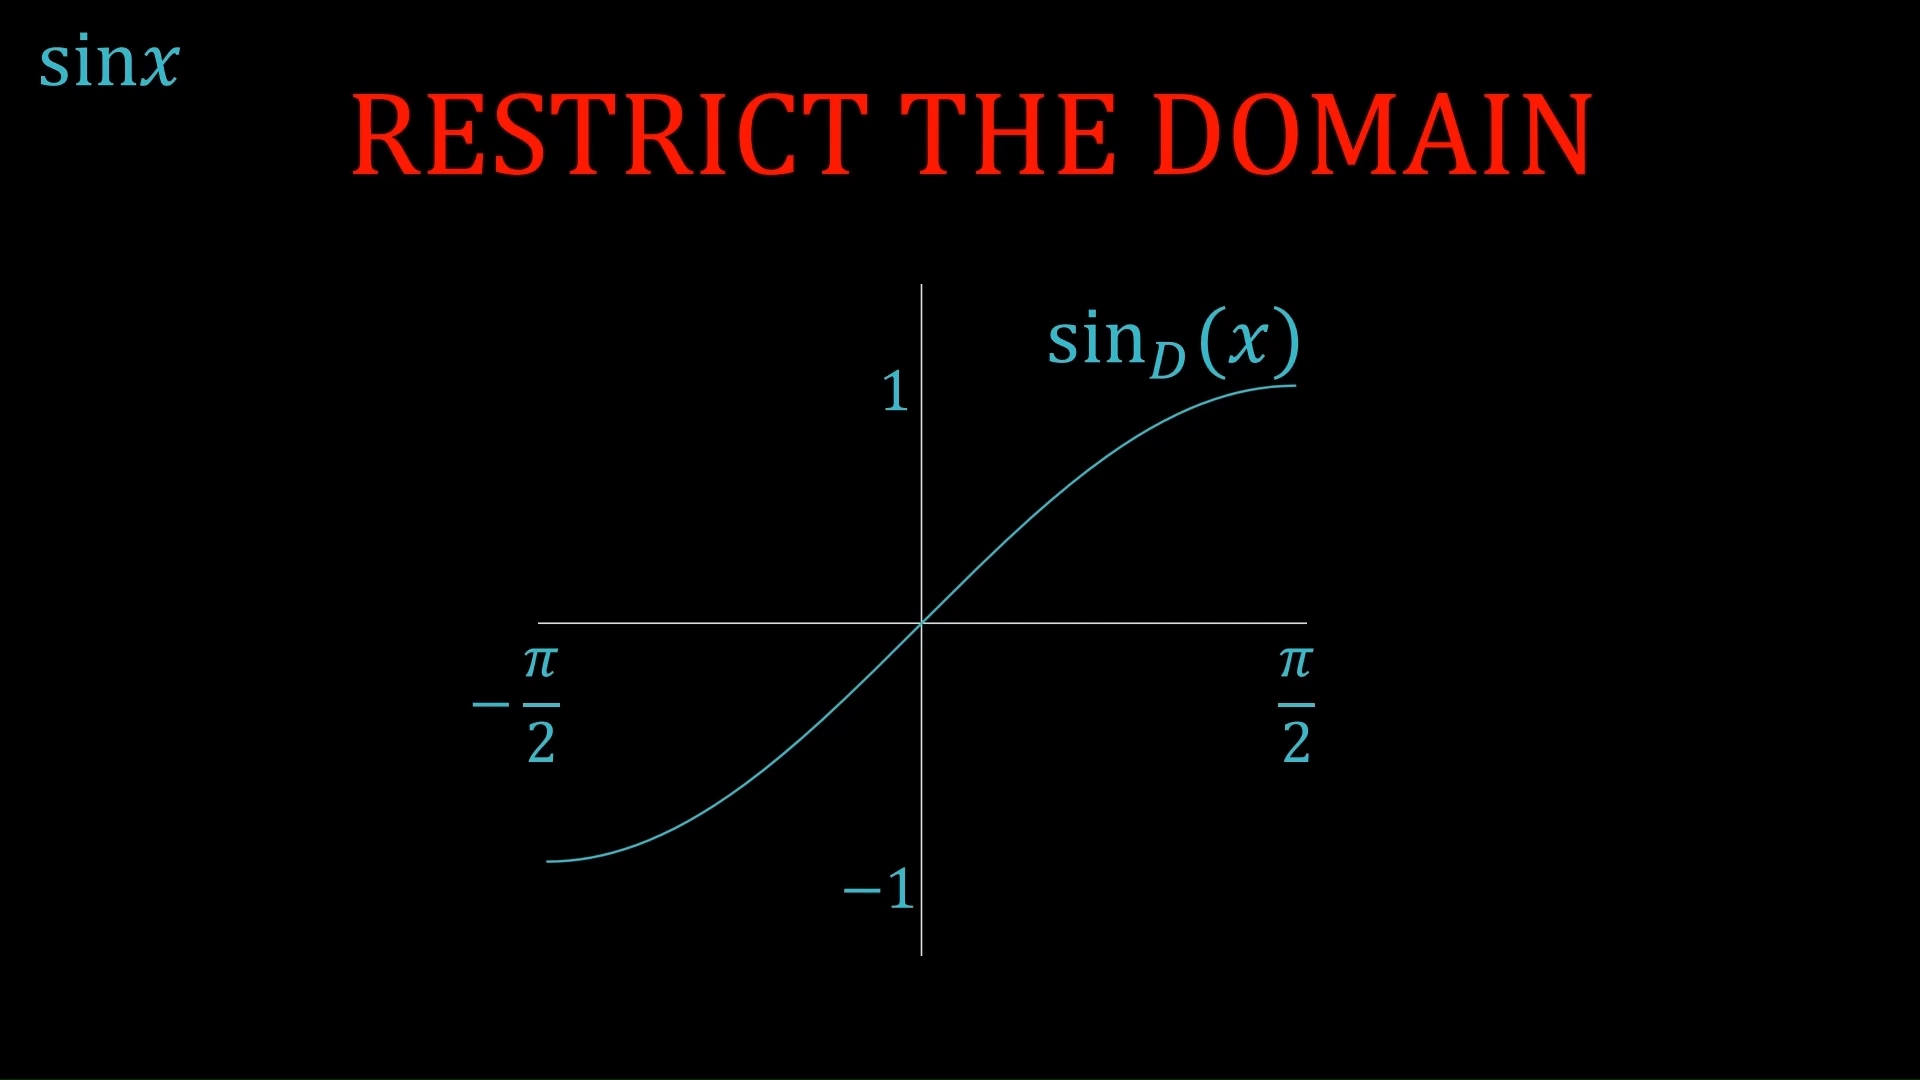 sinx
RESTRICT THE DOMAIN
sin_D(x)
1
−π/2
π/2
−1